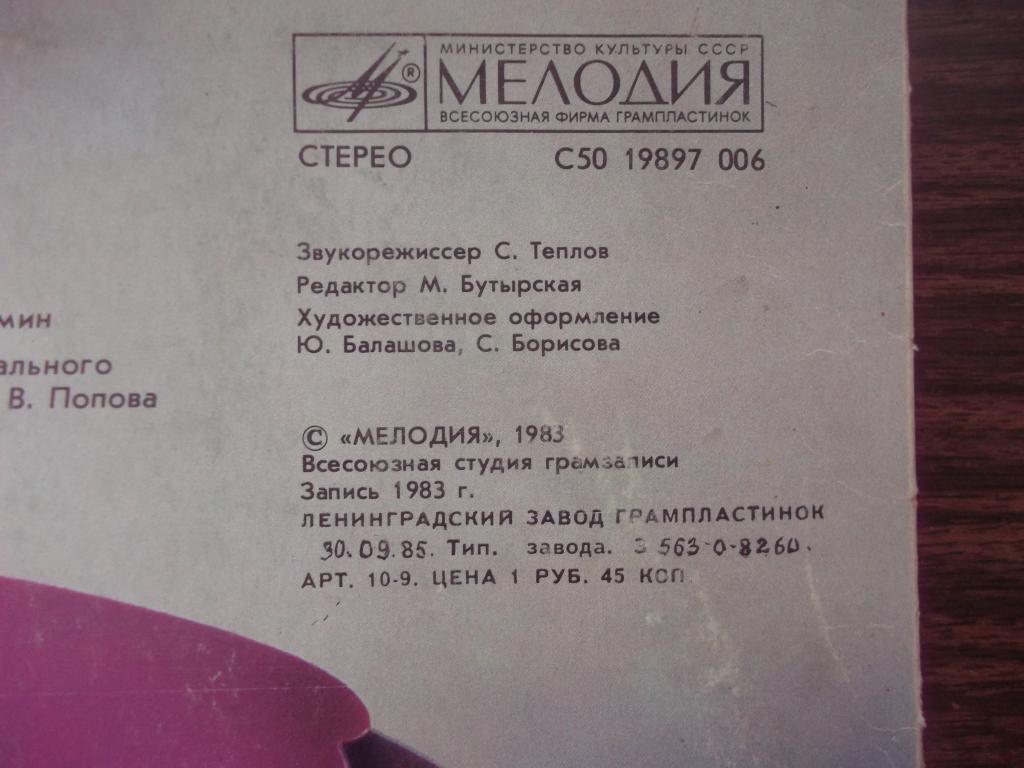 МИНИСТЕРСТВО КУЛЬТУРЫ СССР
® МЕЛОДИЯ
ВСЕСОЮЗНАЯ ФИРМА ГРАМПЛАСТИНОК
СТЕРЕО С50 19897 006
Звукорежиссер С. Теплов
Редактор М. Бутырская
Художественное оформление
Ю. Балашова, С. Борисова
мин
ального
В. Попова
© «МЕЛОДИЯ», 1983
Всесоюзная студия грамзаписи
Запись 1983 г.
ЛЕНИНГРАДСКИЙ ЗАВОД ГРАМПЛАСТИНОК
30.09.85. Тип. завода. З 563-0-8260.
АРТ. 10-9. ЦЕНА 1 РУБ. 45 КОП.